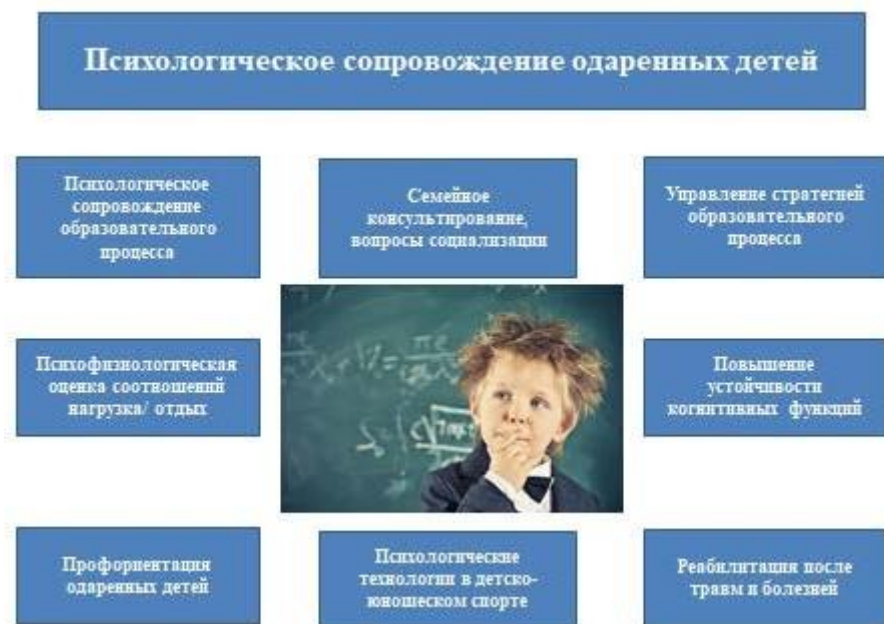 Психологическое сопровождение одаренных детей
Психологическое
сопровождение
образовательного
процесса
Семейное
консультирование,
вопросы социализации
Управление стратегией
образовательного
процесса
Психофизиологическая
оценка соотношений
нагрузка/ отдых
Повышение
устойчивости
когнитивных функций
Профориентация
одаренных детей
Психологические
технологии в детско-
юношеском спорте
Реабилитация после
травм и болезней